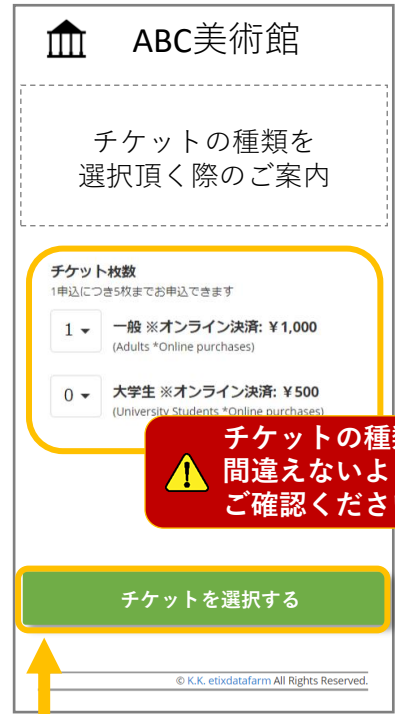 ABC美術館
チケットの種類を
選択頂く際のご案内
チケット枚数
1申込につき5枚までお申込できます
1 一般 ※オンライン決済: ¥1,000
(Adults *Online purchases)
0 大学生 ※オンライン決済: ¥500
(University Students *Online purchases)
チケットの種
間違えないよ
ご確認くださ
チケットを選択する
© K.K. etixdatafarm All Rights Reserved.